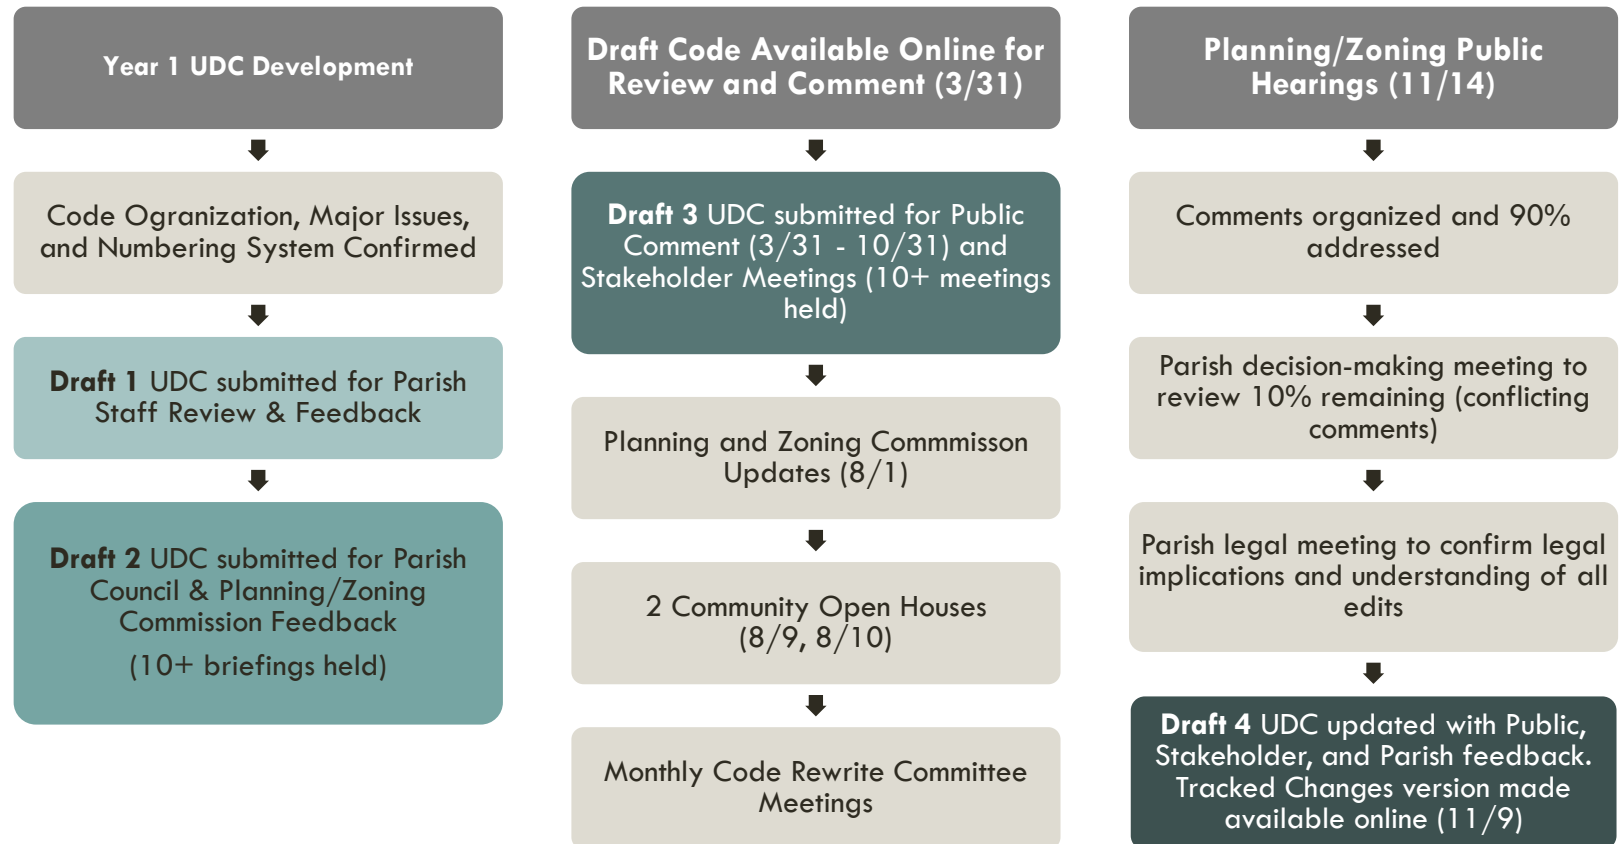 Year 1 UDC Development
Code Ogranization, Major Issues,
and Numbering System Confirmed
Draft 1 UDC submitted for Parish
Staff Review & Feedback
Draft 2 UDC submitted for Parish
Council & Planning/Zoning
Commission Feedback
(10+ briefings held)
Draft Code Available Online for
Review and Comment (3/31)
Draft 3 UDC submitted for Public
Comment (3/31 - 10/31) and
Stakeholder Meetings (10+ meetings
held)
Planning and Zoning Commmisson
Updates (8/1)
2 Community Open Houses
(8/9, 8/10)
Monthly Code Rewrite Committee
Meetings
Planning/Zoning Public
Hearings (11/14)
Comments organized and 90%
addressed
Parish decision-making meeting to
review 10% remaining (conflicting
comments)
Parish legal meeting to confirm legal
implications and understanding of all
edits
Draft 4 UDC updated with Public,
Stakeholder, and Parish feedback.
Tracked Changes version made
available online (11/9)